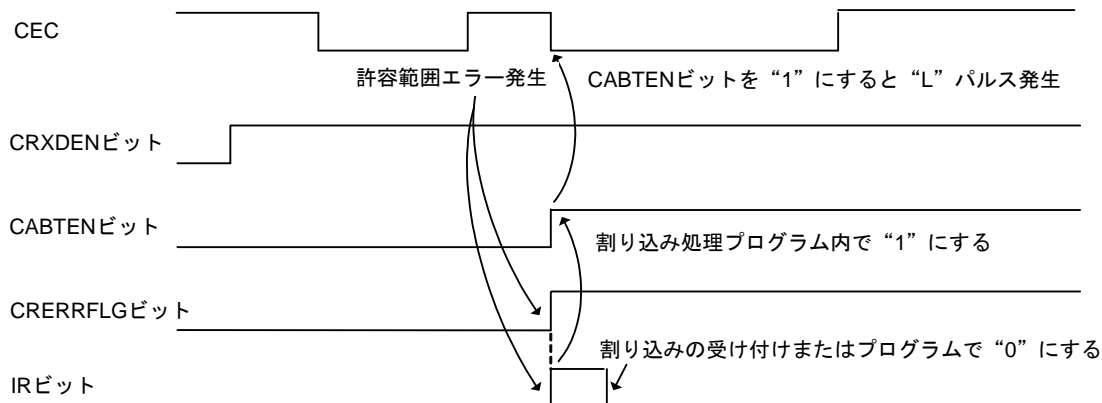 CEC
許容範囲エラー発生
CABTENビットを“1”にすると“L”パルス発生
CRXDENビット
CABTENビット
割り込み処理プログラム内で“1”にする
CRERRFLGビット
割り込みの受け付けまたはプログラムで“0”にする
IRビット